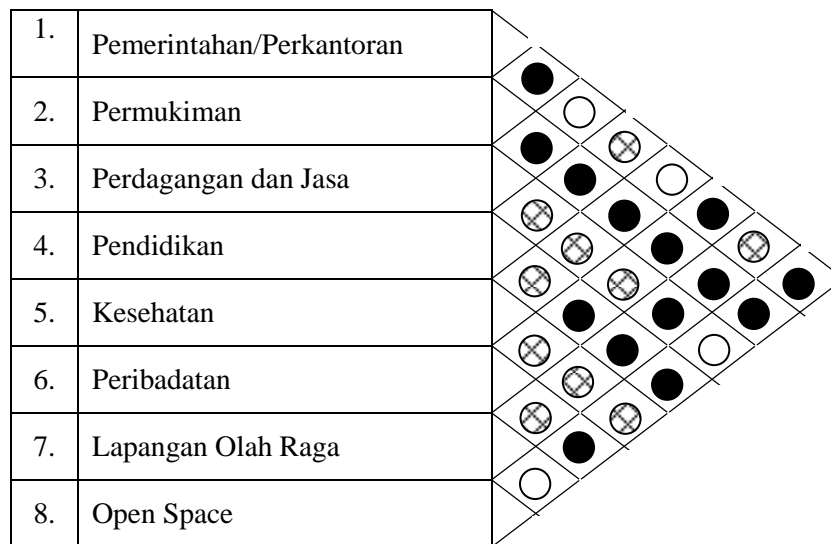 1. Pemerintahan/Perkantoran
2. Permukiman
3. Perdagangan dan Jasa
4. Pendidikan
5. Kesehatan
6. Peribadatan
7. Lapangan Olah Raga
8. Open Space